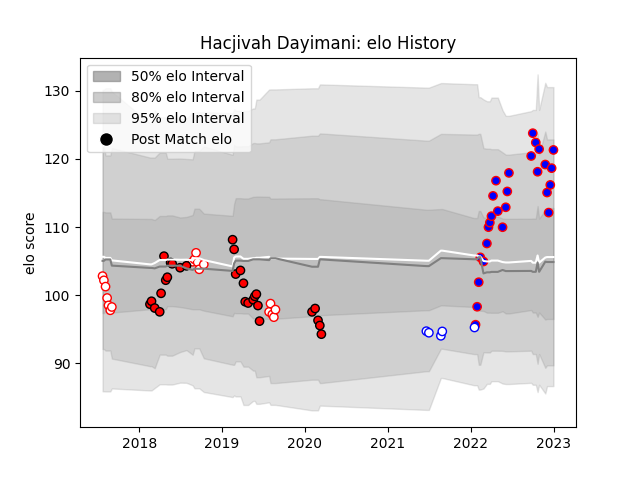 Hacjivah Dayimani: elo History
50% elo Interval
80% elo Interval
95% elo Interval
Post Match elo
elo score
130
120
110
100
90
2018 2019 2020 2021 2022 2023